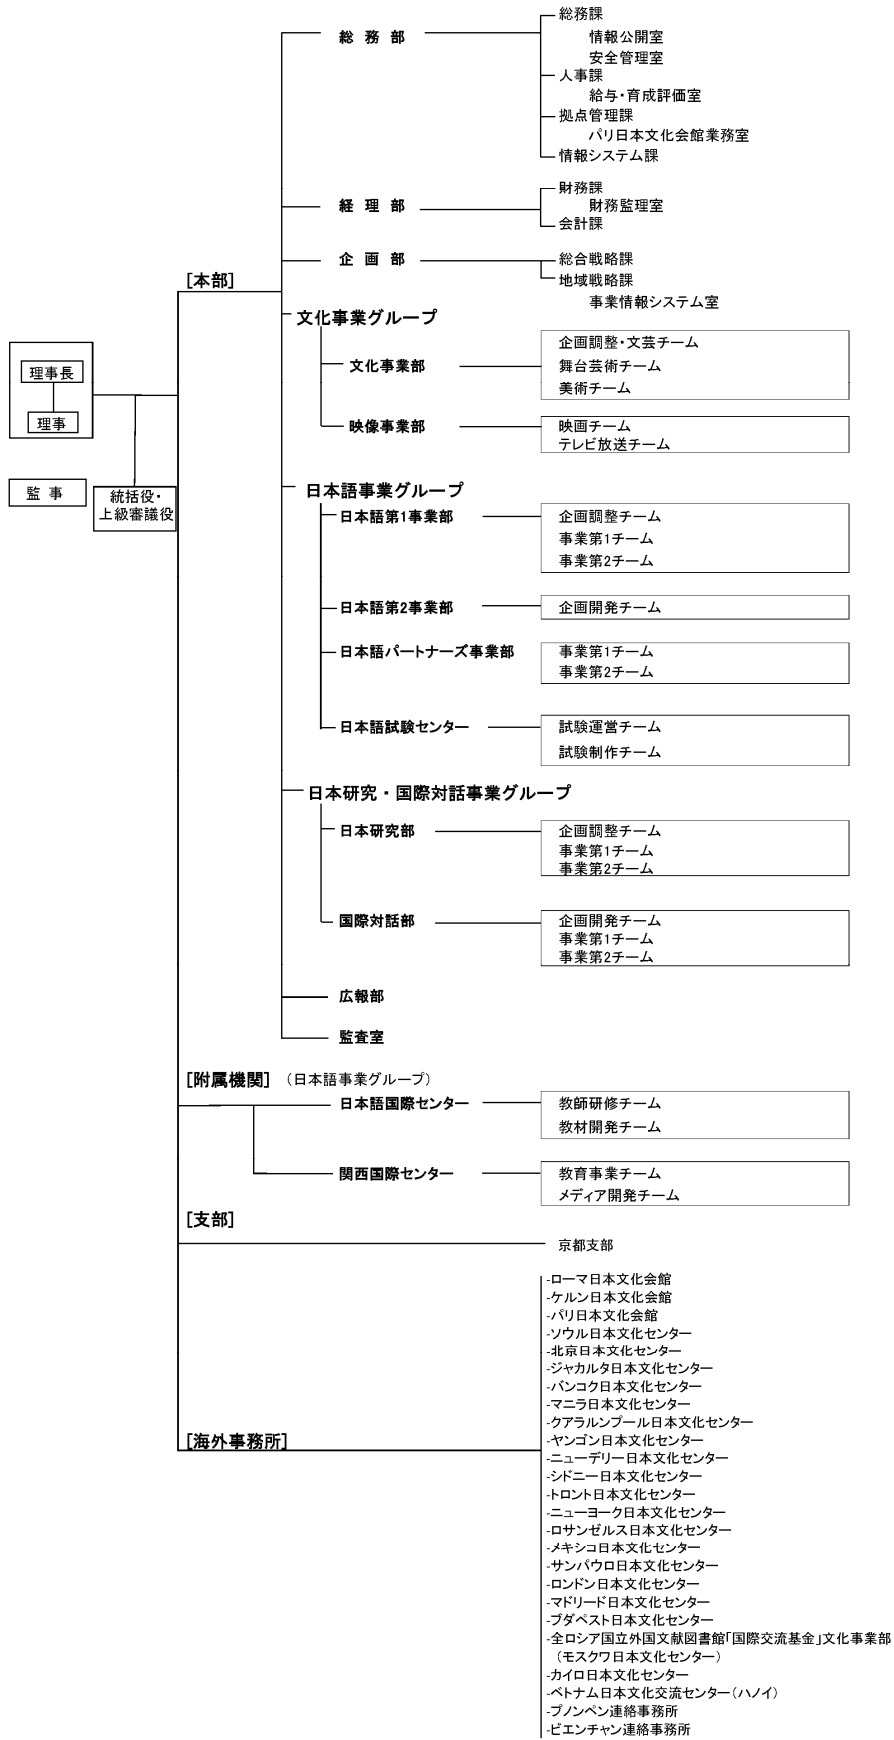 総務部
総務課
情報公開室
安全管理室
人事課
給与・育成評価室
拠点管理課
パリ日本文化会館業務室
情報システム課
経理部
財務課
財務監理室
会計課
企画部
総合戦略課
地域戦略課
事業情報システム室
[本部]
文化事業グループ
文化事業部
企画調整・文芸チーム
舞台芸術チーム
美術チーム
映像事業部
映画チーム
テレビ放送チーム
理事長
理事
監事
統括役・
上級審議役
日本語事業グループ
日本語第1事業部
企画調整チーム
事業第1チーム
事業第2チーム
日本語第2事業部
企画開発チーム
日本語パートナーズ事業部
事業第1チーム
事業第2チーム
日本語試験センター
試験運営チーム
試験制作チーム
日本研究・国際対話事業グループ
日本研究部
企画調整チーム
事業第1チーム
事業第2チーム
国際対話部
企画開発チーム
事業第1チーム
事業第2チーム
広報部
監査室
[附属機関] (日本語事業グループ)
日本語国際センター
教師研修チーム
教材開発チーム
関西国際センター
教育事業チーム
メディア開発チーム
[支部]
京都支部
[海外事務所]
-ローマ日本文化会館
-ケルン日本文化会館
-パリ日本文化会館
-ソウル日本文化センター
-北京日本文化センター
-ジャカルタ日本文化センター
-バンコク日本文化センター
-マニラ日本文化センター
-クアラルンプール日本文化センター
-ヤンゴン日本文化センター
-ニューデリー日本文化センター
-シドニー日本文化センター
-トロント日本文化センター
-ニューヨーク日本文化センター
-ロサンゼルス日本文化センター
-メキシコ日本文化センター
-サンパウロ日本文化センター
-ロンドン日本文化センター
-マドリード日本文化センター
-ブダペスト日本文化センター
-全ロシア国立外国文献図書館「国際交流基金」文化事業部
(モスクワ日本文化センター)
-カイロ日本文化センター
-ベトナム日本文化交流センター(ハノイ)
-プノンペン連絡事務所
-ビエンチャン連絡事務所